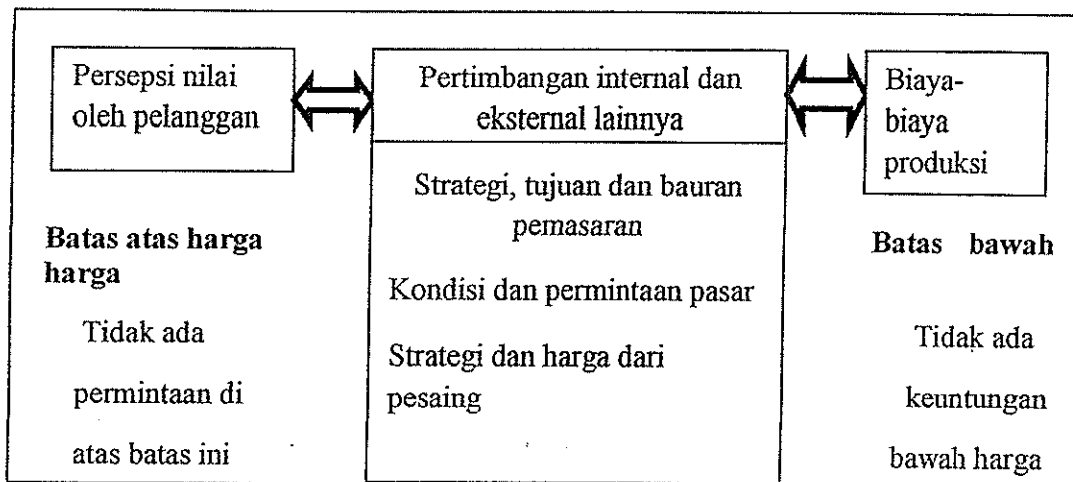 Persepsi nilai
oleh pelanggan
Pertimbangan internal dan
eksternal lainnya
Biaya-
biaya
produksi
Batas atas harga
harga
Tidak ada
permintaan di
atas batas ini
Strategi, tujuan dan bauran
pemasaran
Kondisi dan permintaan pasar
Strategi dan harga dari
pesaing
Batas bawah
Tidak ada
keuntungan
bawah harga